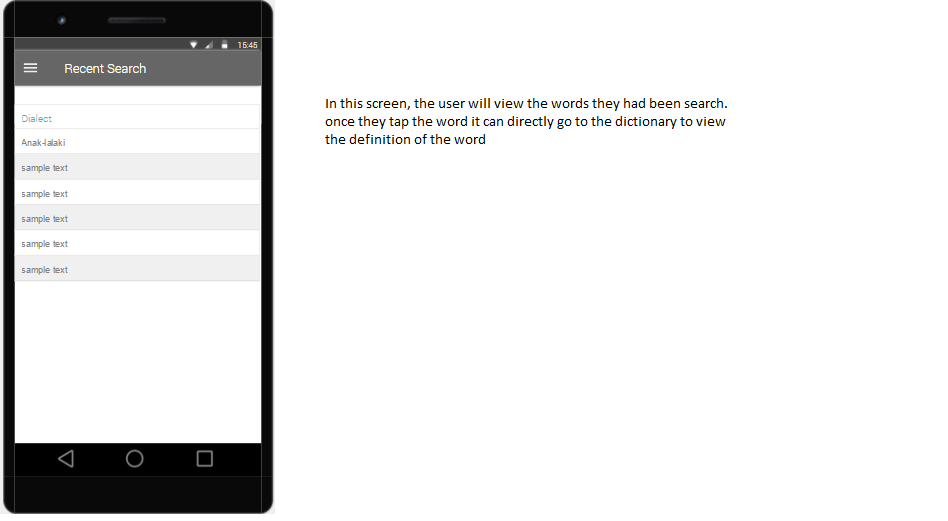 15:45
Recent Search
Dialect
Anak-lalaki
sample text
sample text
sample text
sample text
sample text
In this screen, the user will view the words they had been search.
once they tap the word it can directly go to the dictionary to view
the definition of the word